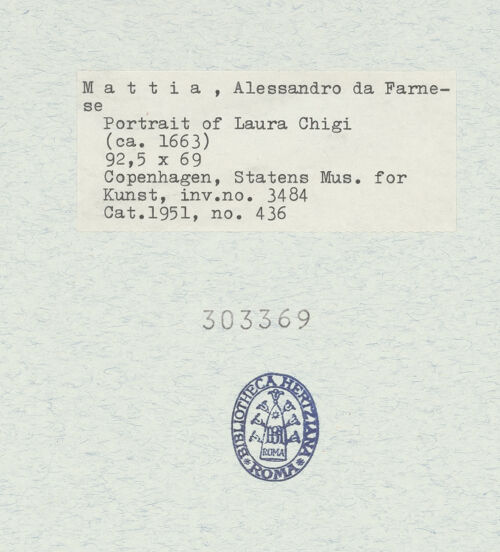 M a t t i a , Alessandro da Farne-
se
Portrait of Laura Chigi
(ca. 1663)
92,5 x 69
Copenhagen, Statens Mus. for
Kunst, inv.no. 3484
Cat.1951, no. 436
303369
BIBLIOTHECA HERTZIANA
ROMA
* ROMA *